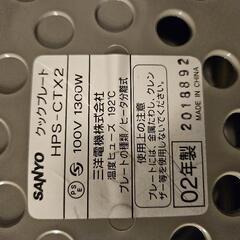 SANYO
クックプレート
HPS-CTX2
PS
E
100V 1300W
三洋電機株式会社
温度ヒューズ 192℃
プレートの種類/ヒータ分離式
使用上の注意
プレートには、金属たわし、クレン
ザー等を使用しないでください。
02年製
2018892
MADE IN CHINA